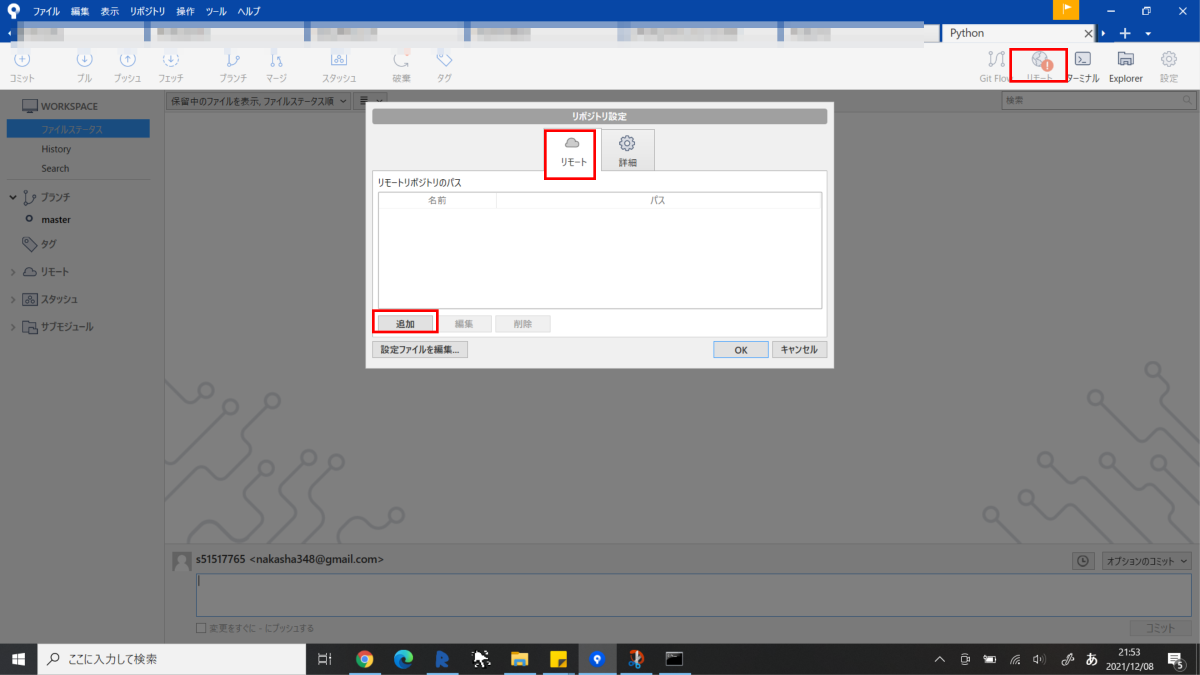 ファイル 編集 表示 リポジトリ 操作 ツール ヘルプ
Python
コミット プル プッシュ フェッチ ブランチ マージ スタッシュ 破棄 タグ Git Flow リモート ターミナル Explorer 設定
WORKSPACE
ファイルステータス
History
Search
ブランチ
master
タグ
リモート
スタッシュ
サブモジュール
保留中のファイルを表示, ファイルステータス順
検索
リポジトリ設定
リモート 詳細
リモートリポジトリのパス
名前 パス
追加 編集 削除
設定ファイルを編集... OK キャンセル
s51517765 <nakasha348@gmail.com>
オプションのコミット
変更をすぐに - にプッシュする
コミット
ここに入力して検索
あ
21:53
2021/12/08
5